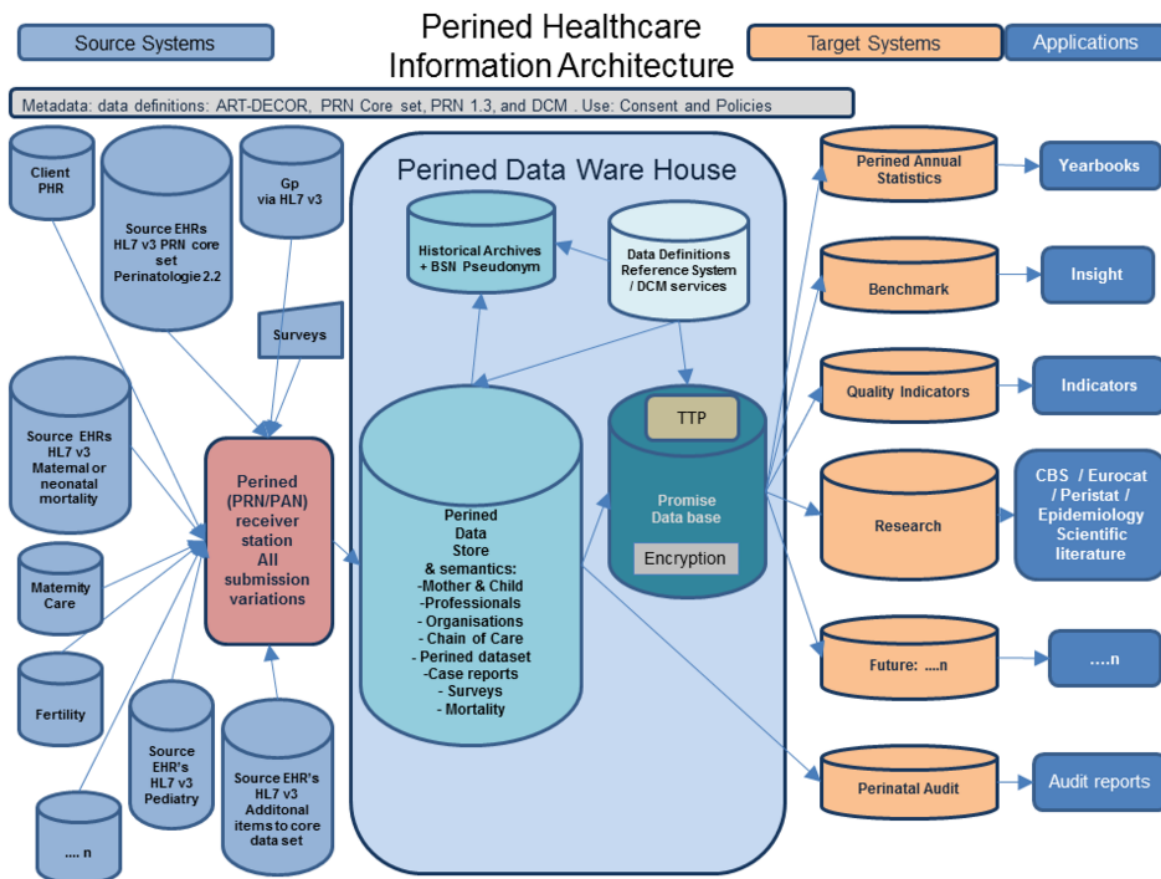 Source Systems
Perined Healthcare
Information Architecture
Target Systems
Applications
Metadata: data definitions: ART-DECOR, PRN Core set, PRN 1.3, and DCM . Use: Consent and Policies
Client
PHR
Source EHRs
HL7 v3 PRN core
set
Perinatologie 2.2
Gp
via HL7 v3
Surveys
Source EHRs
HL7 v3
Maternal or
neonatal
mortality
Maternity
Care
Fertility
.... n
Source
EHR's
HL7 v3
Pediatry
Source EHR's
HL7 v3
Additonal
items to core
data set
Perined
(PRN/PAN)
receiver
station
All
submission
variations
Perined Data Ware House
Historical Archives
+ BSN Pseudonym
Data Definitions
Reference System
/ DCM services
Perined
Data
Store
& semantics:
-Mother & Child
-Professionals
- Organisations
- Chain of Care
- Perined dataset
-Case reports
- Surveys
- Mortality
TTP
Promise
Data base
Encryption
Perined Annual
Statistics
Yearbooks
Benchmark
Insight
Quality Indicators
Indicators
Research
CBS / Eurocat
/ Peristat /
Epidemiology
Scientific
literature
Future: ....n
....n
Perinatal Audit
Audit reports